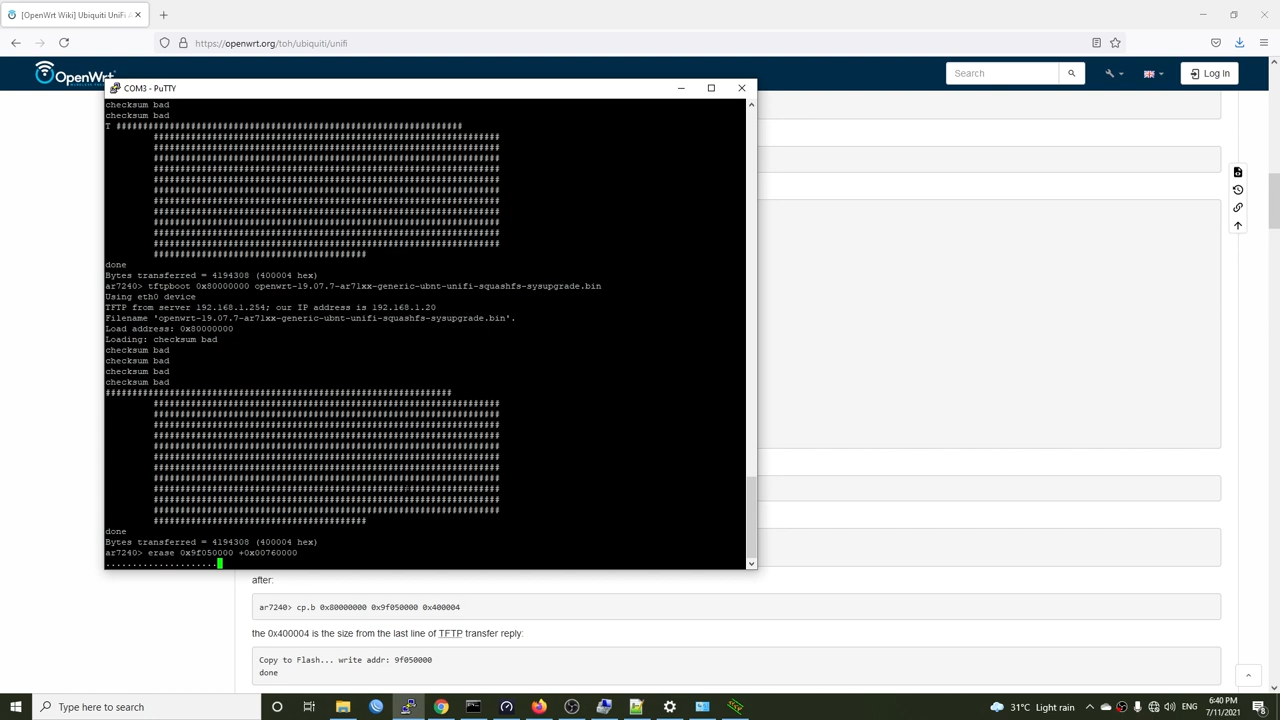 [OpenWrt Wiki] Ubiquiti UniFi A
https://openwrt.org/toh/ubiquiti/unifi
OpenWrt
Search
Log In
COM3 - PuTTY
checksum bad
checksum bad
T #################################################################
#################################################################
#################################################################
#################################################################
#################################################################
#################################################################
#################################################################
#################################################################
#################################################################
#################################################################
#################################################################
#################################################################
########################################
done
Bytes transferred = 4194308 (400004 hex)
ar7240> tftpboot 0x80000000 openwrt-19.07.7-ar71xx-generic-ubnt-unifi-squashfs-sysupgrade.bin
Using eth0 device
TFTP from server 192.168.1.254; our IP address is 192.168.1.20
Filename 'openwrt-19.07.7-ar71xx-generic-ubnt-unifi-squashfs-sysupgrade.bin'.
Load address: 0x80000000
Loading: checksum bad
checksum bad
checksum bad
checksum bad
checksum bad
#################################################################
#################################################################
#################################################################
#################################################################
#################################################################
#################################################################
#################################################################
#################################################################
#################################################################
#################################################################
#################################################################
#################################################################
########################################
done
Bytes transferred = 4194308 (400004 hex)
ar7240> erase 0x9f050000 +0x00760000
.....................
after:
ar7240> cp.b 0x80000000 0x9f050000 0x400004
the 0x400004 is the size from the last line of TFTP transfer reply:
Copy to Flash... write addr: 9f050000
done
Type here to search
31°C Light rain
6:40 PM
7/11/2021
8